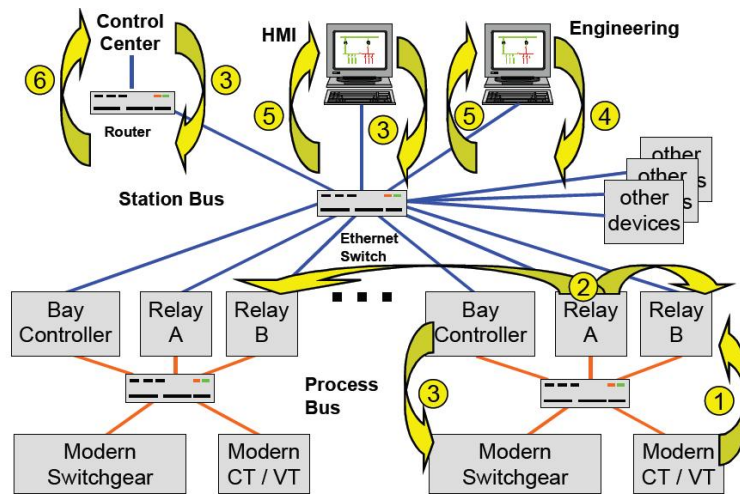 Control
Center
HMI
Engineering
6
3
5
3
5
4
Router
other
other
s
other
s
devices
Station Bus
Ethernet
Switch
2
Bay
Controller
Relay
A
Relay
B
Bay
Controller
Relay
A
Relay
B
Process
Bus
3
1
Modern
Switchgear
Modern
CT / VT
Modern
Switchgear
Modern
CT / VT